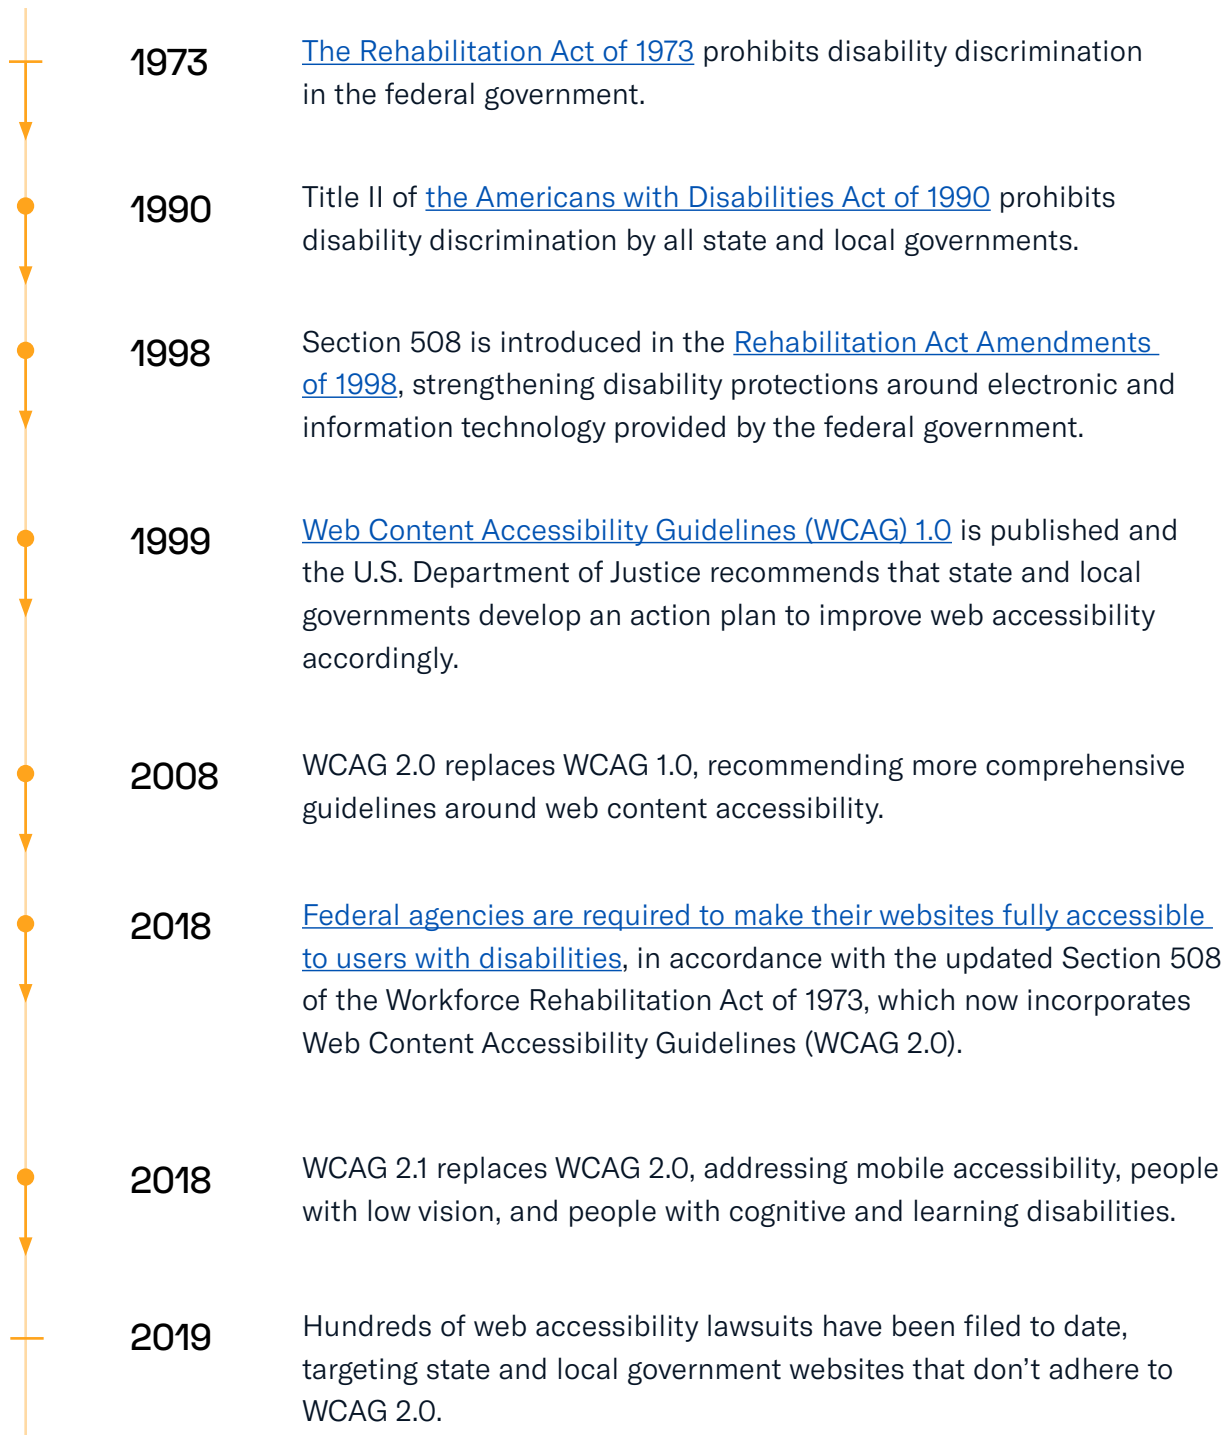 1973
The Rehabilitation Act of 1973 prohibits disability discrimination
in the federal government.
1990
Title II of the Americans with Disabilities Act of 1990 prohibits
disability discrimination by all state and local governments.
1998
Section 508 is introduced in the Rehabilitation Act Amendments
of 1998, strengthening disability protections around electronic and
information technology provided by the federal government.
1999
Web Content Accessibility Guidelines (WCAG) 1.0 is published and
the U.S. Department of Justice recommends that state and local
governments develop an action plan to improve web accessibility
accordingly.
2008
WCAG 2.0 replaces WCAG 1.0, recommending more comprehensive
guidelines around web content accessibility.
2018
Federal agencies are required to make their websites fully accessible
to users with disabilities, in accordance with the updated Section 508
of the Workforce Rehabilitation Act of 1973, which now incorporates
Web Content Accessibility Guidelines (WCAG 2.0).
2018
WCAG 2.1 replaces WCAG 2.0, addressing mobile accessibility, people
with low vision, and people with cognitive and learning disabilities.
2019
Hundreds of web accessibility lawsuits have been filed to date,
targeting state and local government websites that don’t adhere to
WCAG 2.0.